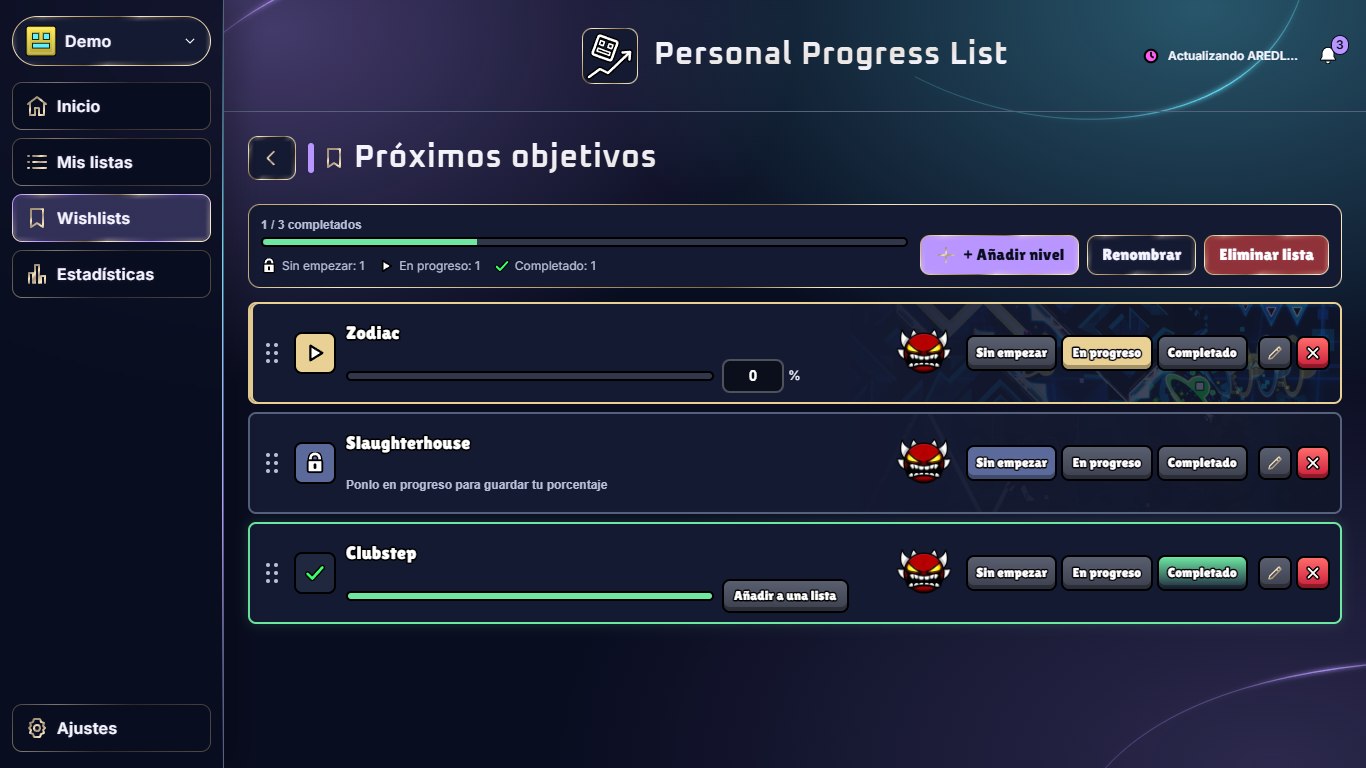 Demo
Personal Progress List
Actualizando AREDL...
3
Inicio
Mis listas
Wishlists
Estadísticas
Ajustes
Próximos objetivos
1 / 3 completados
Sin empezar: 1 En progreso: 1 Completado: 1
+ Añadir nivel Renombrar Eliminar lista
Zodiac
0 %
Sin empezar En progreso Completado
Slaughterhouse
Ponlo en progreso para guardar tu porcentaje
Sin empezar En progreso Completado
Clubstep
Añadir a una lista
Sin empezar En progreso Completado